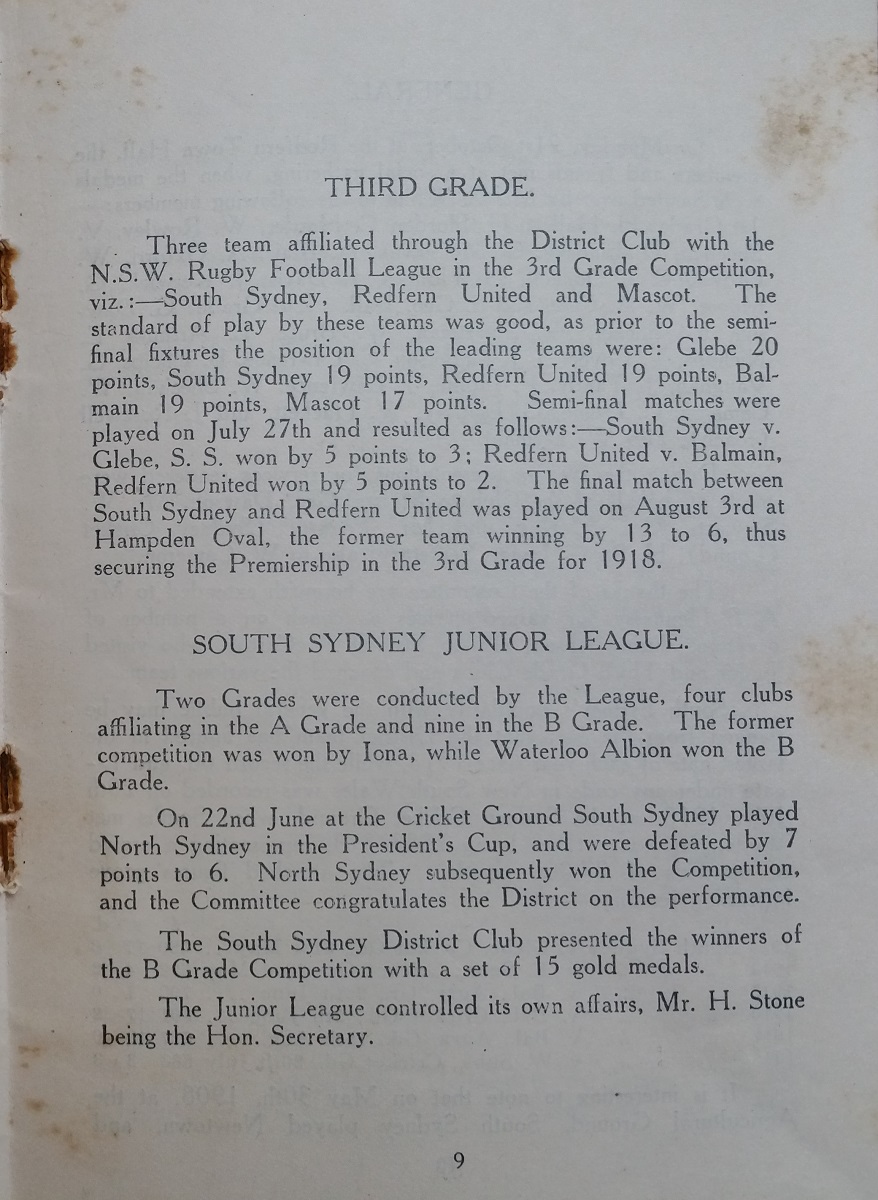 THIRD GRADE.
Three team affiliated through the District Club with the
N.S.W. Rugby Football League in the 3rd Grade Competition,
viz.:—South Sydney, Redfern United and Mascot. The
standard of play by these teams was good, as prior to the semi-
final fixtures the position of the leading teams were: Glebe 20
points, South Sydney 19 points, Redfern United 19 points, Bal-
main 19 points, Mascot 17 points. Semi-final matches were
played on July 27th and resulted as follows:—South Sydney v.
Glebe, S. S. won by 5 points to 3; Redfern United v. Balmain,
Redfern United won by 5 points to 2. The final match between
South Sydney and Redfern United was played on August 3rd at
Hampden Oval, the former team winning by 13 to 6, thus
securing the Premiership in the 3rd Grade for 1918.
SOUTH SYDNEY JUNIOR LEAGUE.
Two Grades were conducted by the League, four clubs
affiliating in the A Grade and nine in the B Grade. The former
competition was won by Iona, while Waterloo Albion won the B
Grade.
On 22nd June at the Cricket Ground South Sydney played
North Sydney in the President's Cup, and were defeated by 7
points to 6. North Sydney subsequently won the Competition,
and the Committee congratulates the District on the performance.
The South Sydney District Club presented the winners of
the B Grade Competition with a set of 15 gold medals.
The Junior League controlled its own affairs, Mr. H. Stone
being the Hon. Secretary.
9